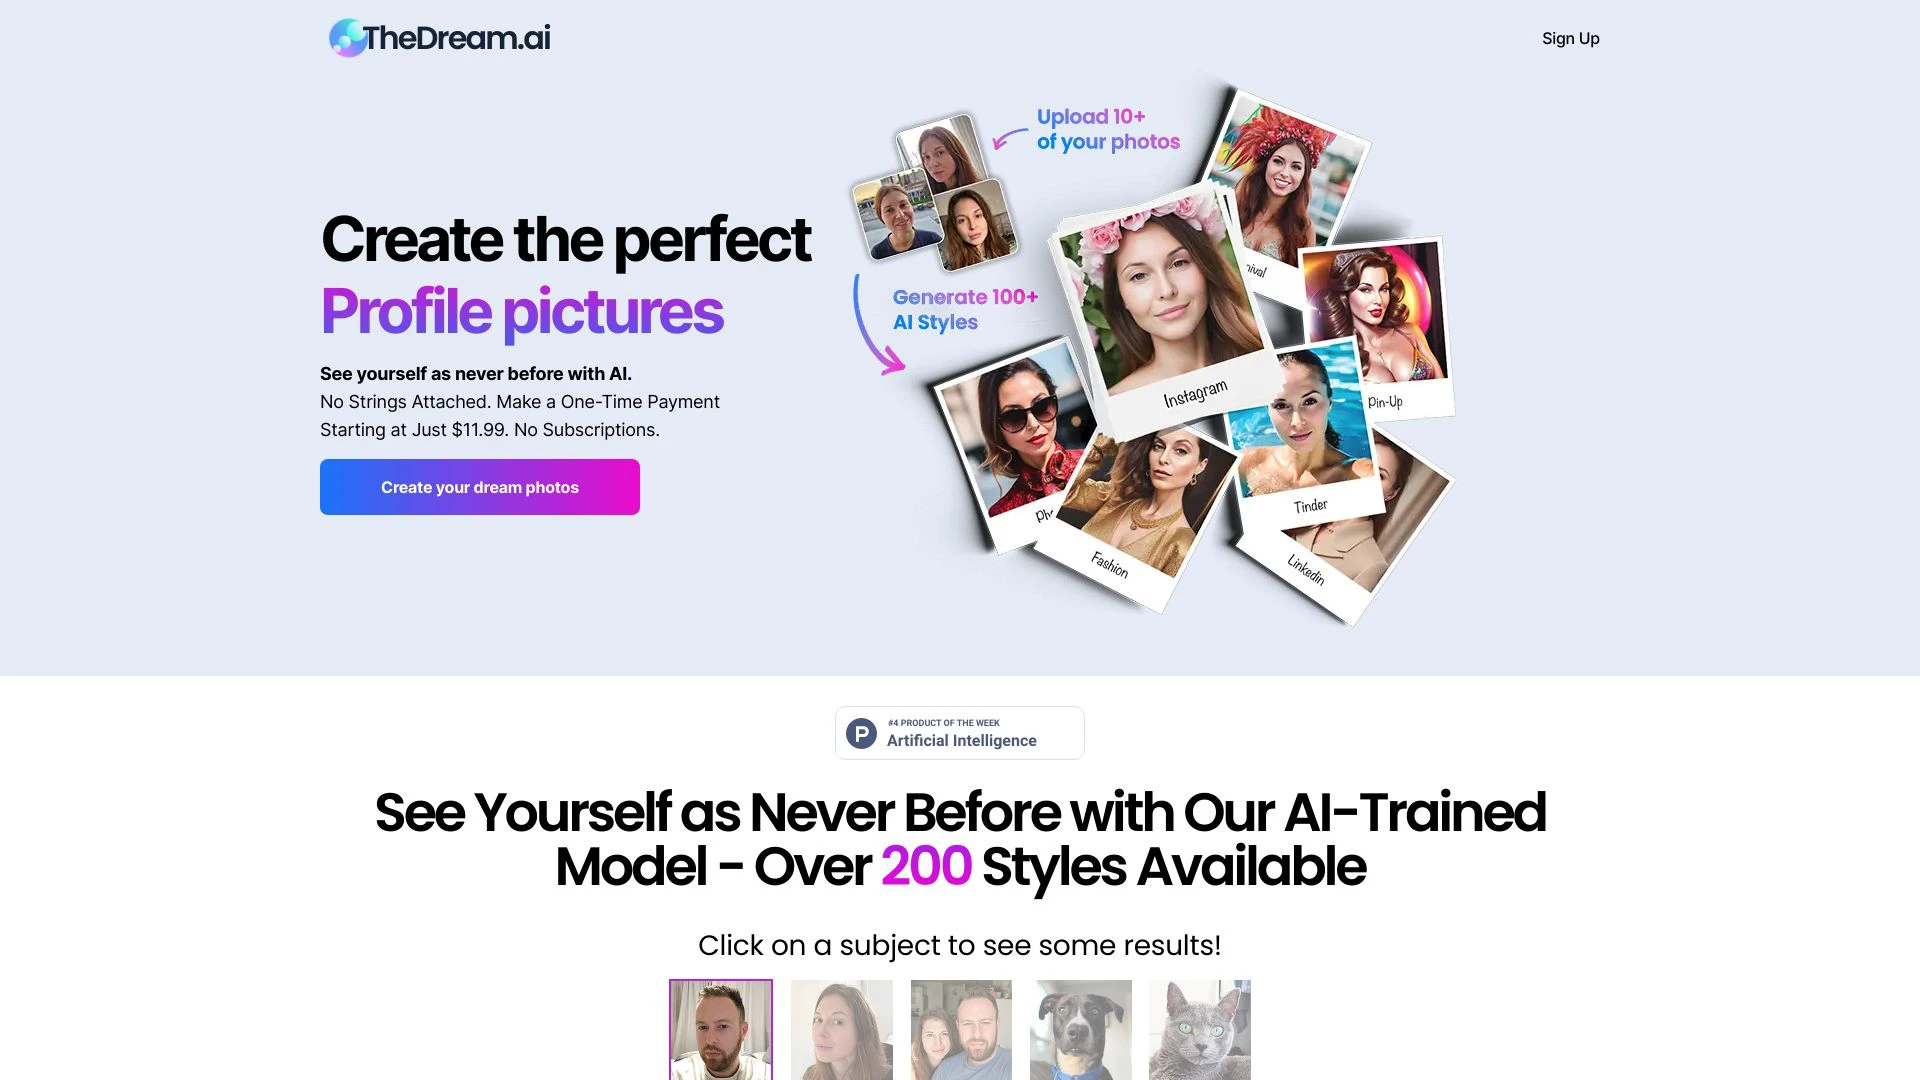 TheDream.ai
Sign Up
Upload 10+
of your photos
Create the perfect
Profile pictures
Generate 100+
AI Styles
See yourself as never before with AI.
No Strings Attached. Make a One-Time Payment
Starting at Just $11.99. No Subscriptions.
Create your dream photos
Instagram
Pin-Up
Tinder
Fashion
Linkedin
#4 PRODUCT OF THE WEEK
P
Artificial Intelligence
See Yourself as Never Before with Our AI-Trained
Model - Over 200 Styles Available
Click on a subject to see some results!